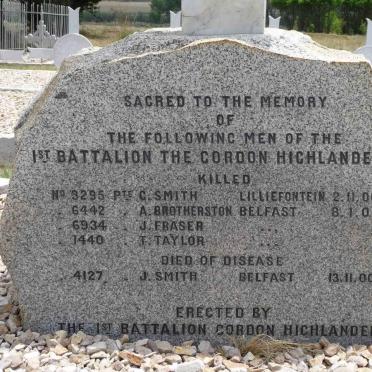 SACRED TO THE MEMORY
OF
THE FOLLOWING MEN OF THE
1ST BATTALION THE GORDON HIGHLANDE
KILLED
No 3295 PTE C. SMITH LILLIEFONTEIN 2.11.00
„ 6442 „ A. BROTHERSTON BELFAST 8.1.0
„ 6934 „ J. FRASER „
„ 1440 „ T. TAYLOR „
DIED OF DISEASE
„ 4127 „ J. SMITH BELFAST 13.11.00
ERECTED BY
THE 1ST BATTALION GORDON HIGHLANDE